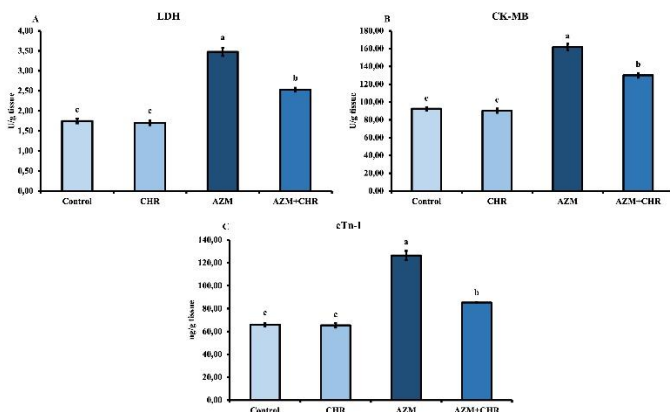 A
LDH
U/g tissue
4,00
3,50
3,00
2,50
2,00
1,50
1,00
0,50
0,00
c
c
a
b
Control
CHR
AZM
AZM+CHR
B
CK-MB
U/g tissue
180.00
160,00
140,00
120,00
100,00
80,00
60,00
40,00
20,00
0.00
c
c
a
b
Control
CHR
AZM
AZM+CHR
C
cTn-I
ng/g tissue
140,00
120,00
100,00
80,00
60,00
40,00
20,00
0,00
c
c
a
b
Control
CHR
AZM
AZM+CHR